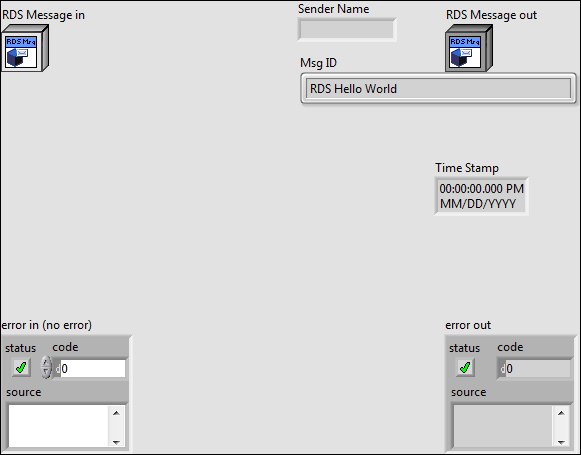 RDS Message in
Sender Name
RDS Message out
RDS Msg
RDS Msg
Msg ID
RDS Hello World
Time Stamp
00:00:00.000 PM
MM/DD/YYYY
error in (no error)
error out
status code
d0
source
status code
d0
source